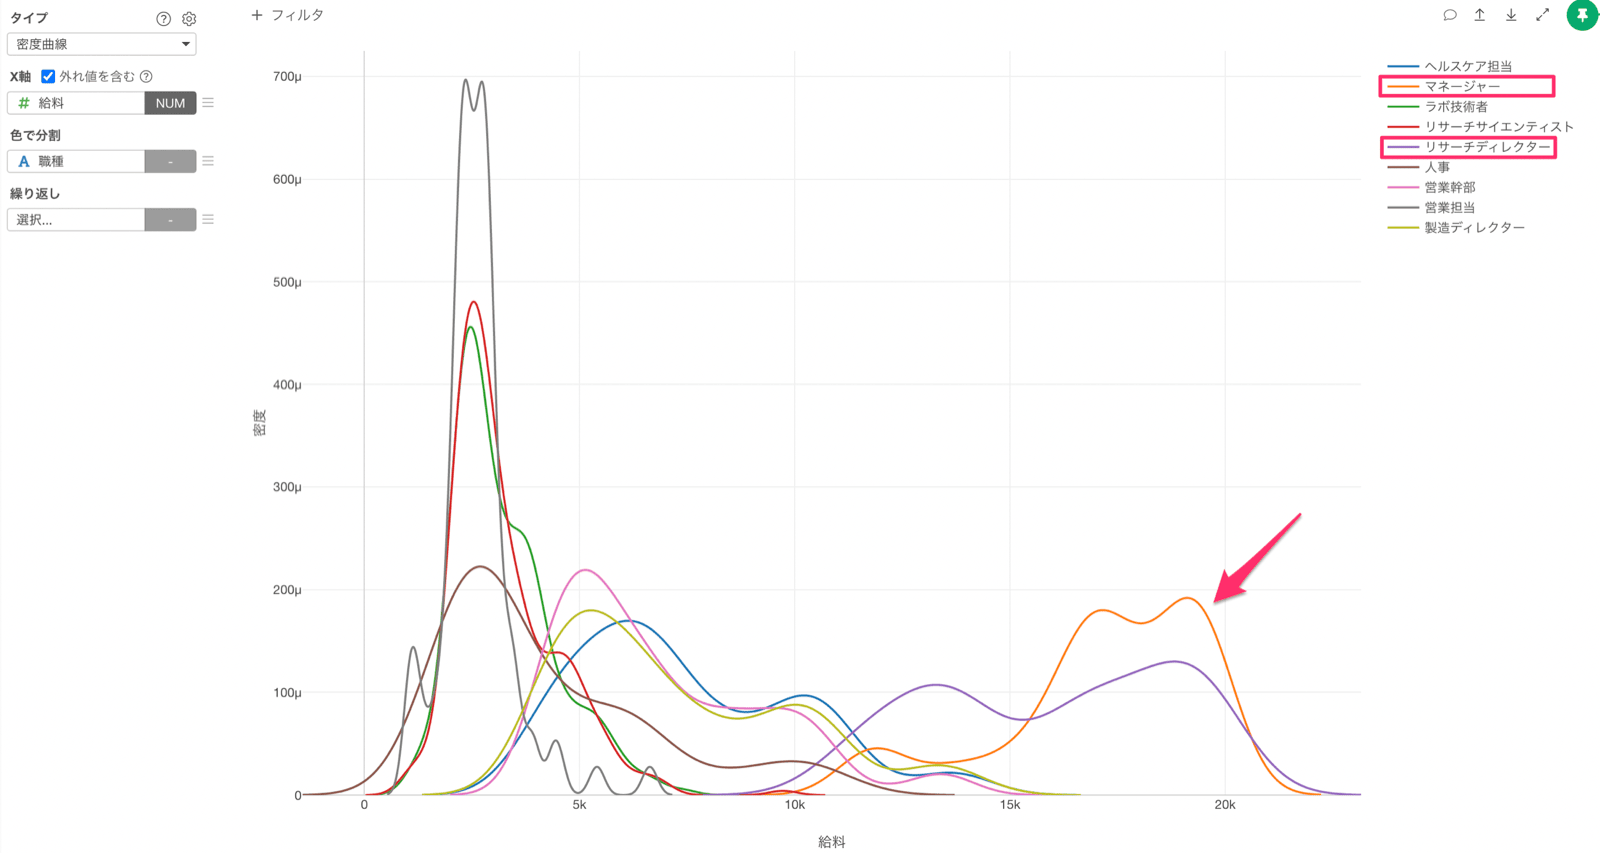 タイプ
密度曲線
X軸 外れ値を含む
# 給料 NUM
色で分割
A 職種 -
繰り返し
選択... -
+ フィルタ
700μ
600μ
500μ
400μ
300μ
200μ
100μ
0
密度
0 5k 10k 15k 20k
給料
ヘルスケア担当
マネージャー
ラボ技術者
リサーチサイエンティスト
リサーチディレクター
人事
営業幹部
営業担当
製造ディレクター